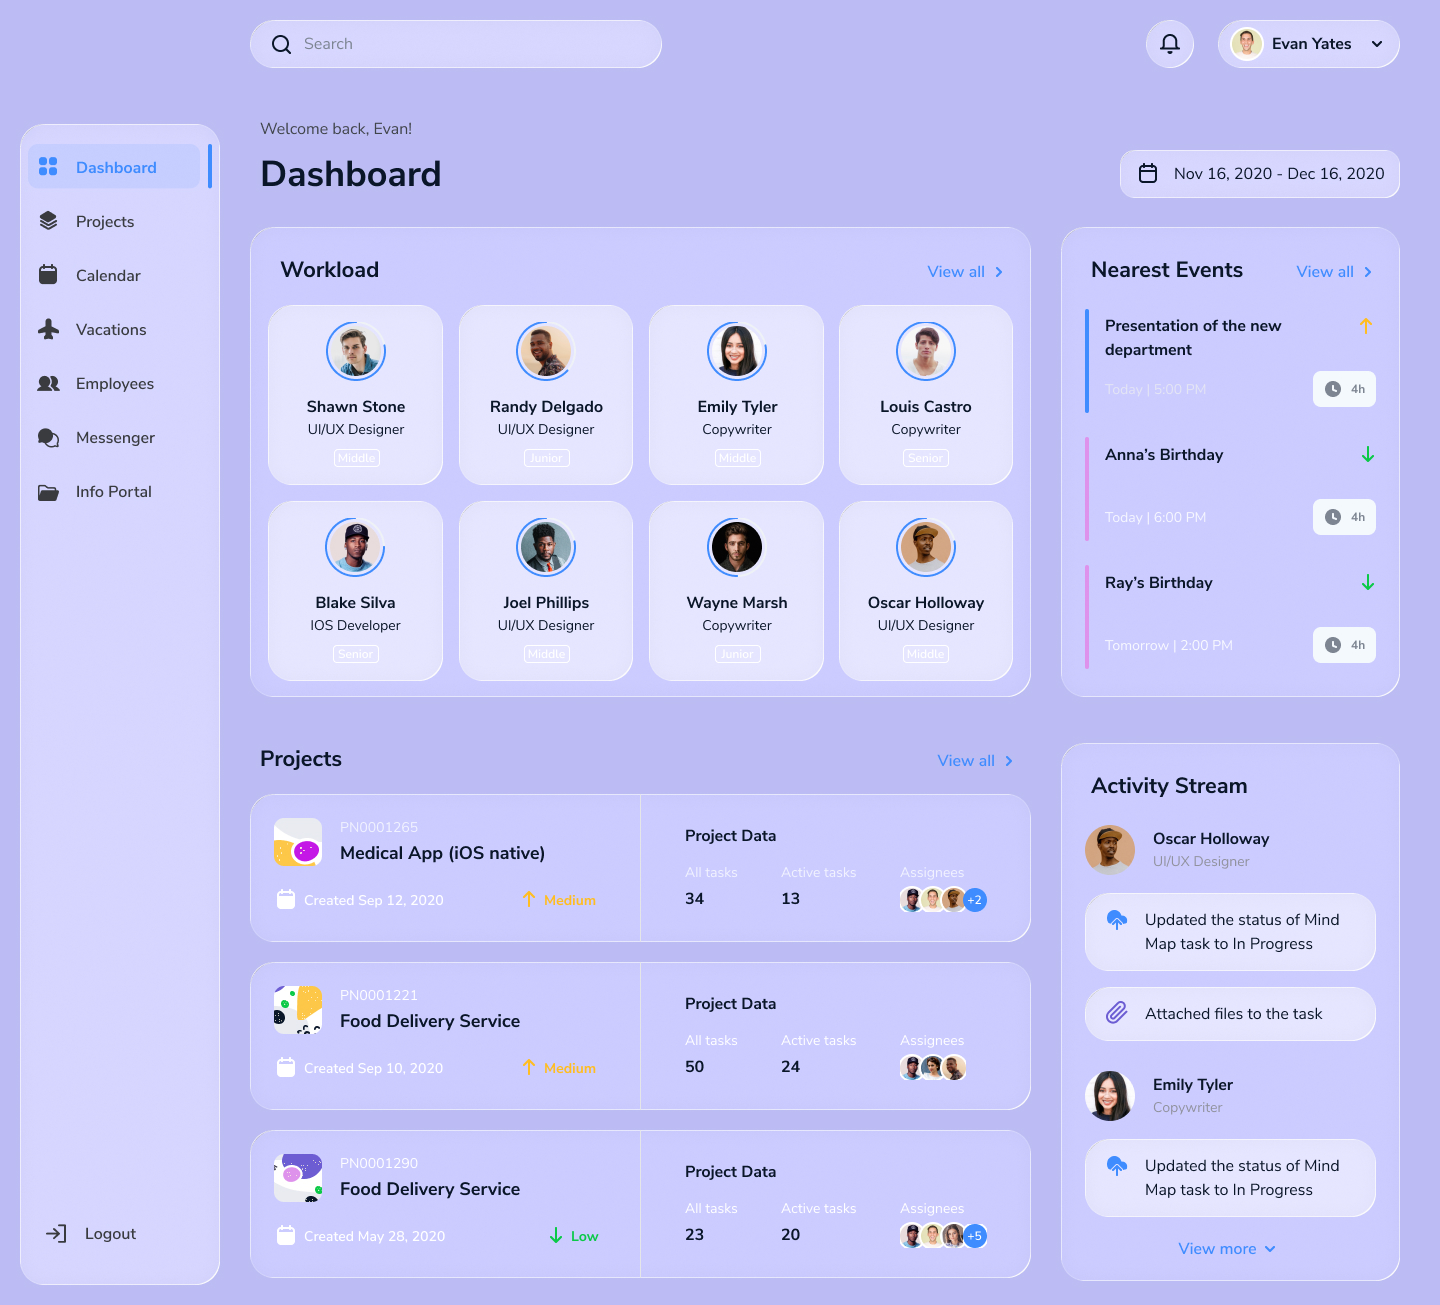 Search
Evan Yates
Welcome back, Evan!
Dashboard
Nov 16, 2020 - Dec 16, 2020
Dashboard
Projects
Calendar
Vacations
Employees
Messenger
Info Portal
Logout
Workload
View all
Shawn Stone
UI/UX Designer
Middle
Randy Delgado
UI/UX Designer
Junior
Emily Tyler
Copywriter
Middle
Louis Castro
Copywriter
Senior
Blake Silva
IOS Developer
Senior
Joel Phillips
UI/UX Designer
Middle
Wayne Marsh
Copywriter
Junior
Oscar Holloway
UI/UX Designer
Middle
Nearest Events
View all
Presentation of the new
department
Today | 5:00 PM
4h
Anna’s Birthday
Today | 6:00 PM
4h
Ray’s Birthday
Tomorrow | 2:00 PM
4h
Projects
View all
PN0001265
Medical App (iOS native)
Created Sep 12, 2020
Medium
Project Data
All tasks
34
Active tasks
13
Assignees
+2
PN0001221
Food Delivery Service
Created Sep 10, 2020
Medium
Project Data
All tasks
50
Active tasks
24
Assignees
PN0001290
Food Delivery Service
Created May 28, 2020
Low
Project Data
All tasks
23
Active tasks
20
Assignees
+5
Activity Stream
Oscar Holloway
UI/UX Designer
Updated the status of Mind
Map task to In Progress
Attached files to the task
Emily Tyler
Copywriter
Updated the status of Mind
Map task to In Progress
View more